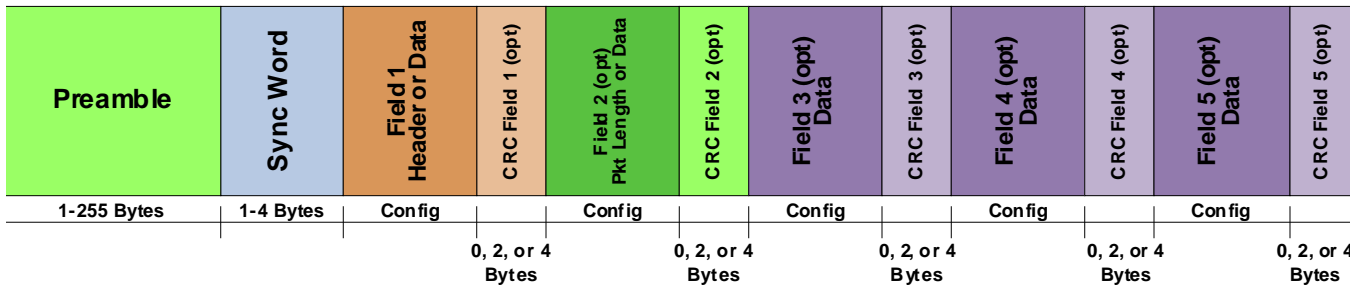 Preamble
Sync Word
Field 1
Header or Data
CRC Field 1 (opt)
Field 2 (opt)
Pkt Length or Data
CRC Field 2 (opt)
Field 3 (opt)
Data
CRC Field 3 (opt)
Field 4 (opt)
Data
CRC Field 4 (opt)
Field 5 (opt)
Data
CRC Field 5 (opt)
1-255 Bytes
1-4 Bytes
Config
Config
Config
Config
Config
0, 2, or 4
Bytes
0, 2, or 4
Bytes
0, 2, or 4
Bytes
0, 2, or 4
Bytes
0, 2, or 4
Bytes